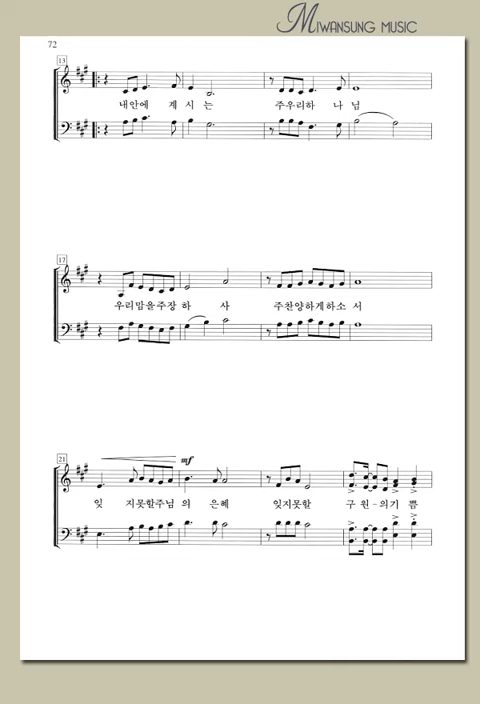 MIWANSUNG MUSIC
72
13
내안에 계 시 는 주우리하 나 님
17
우리맘을주장 하 사 주찬양하게하소 서
21
mf
잊 지못할주님 의 은혜 잊지못할 구 원-의기 쁨